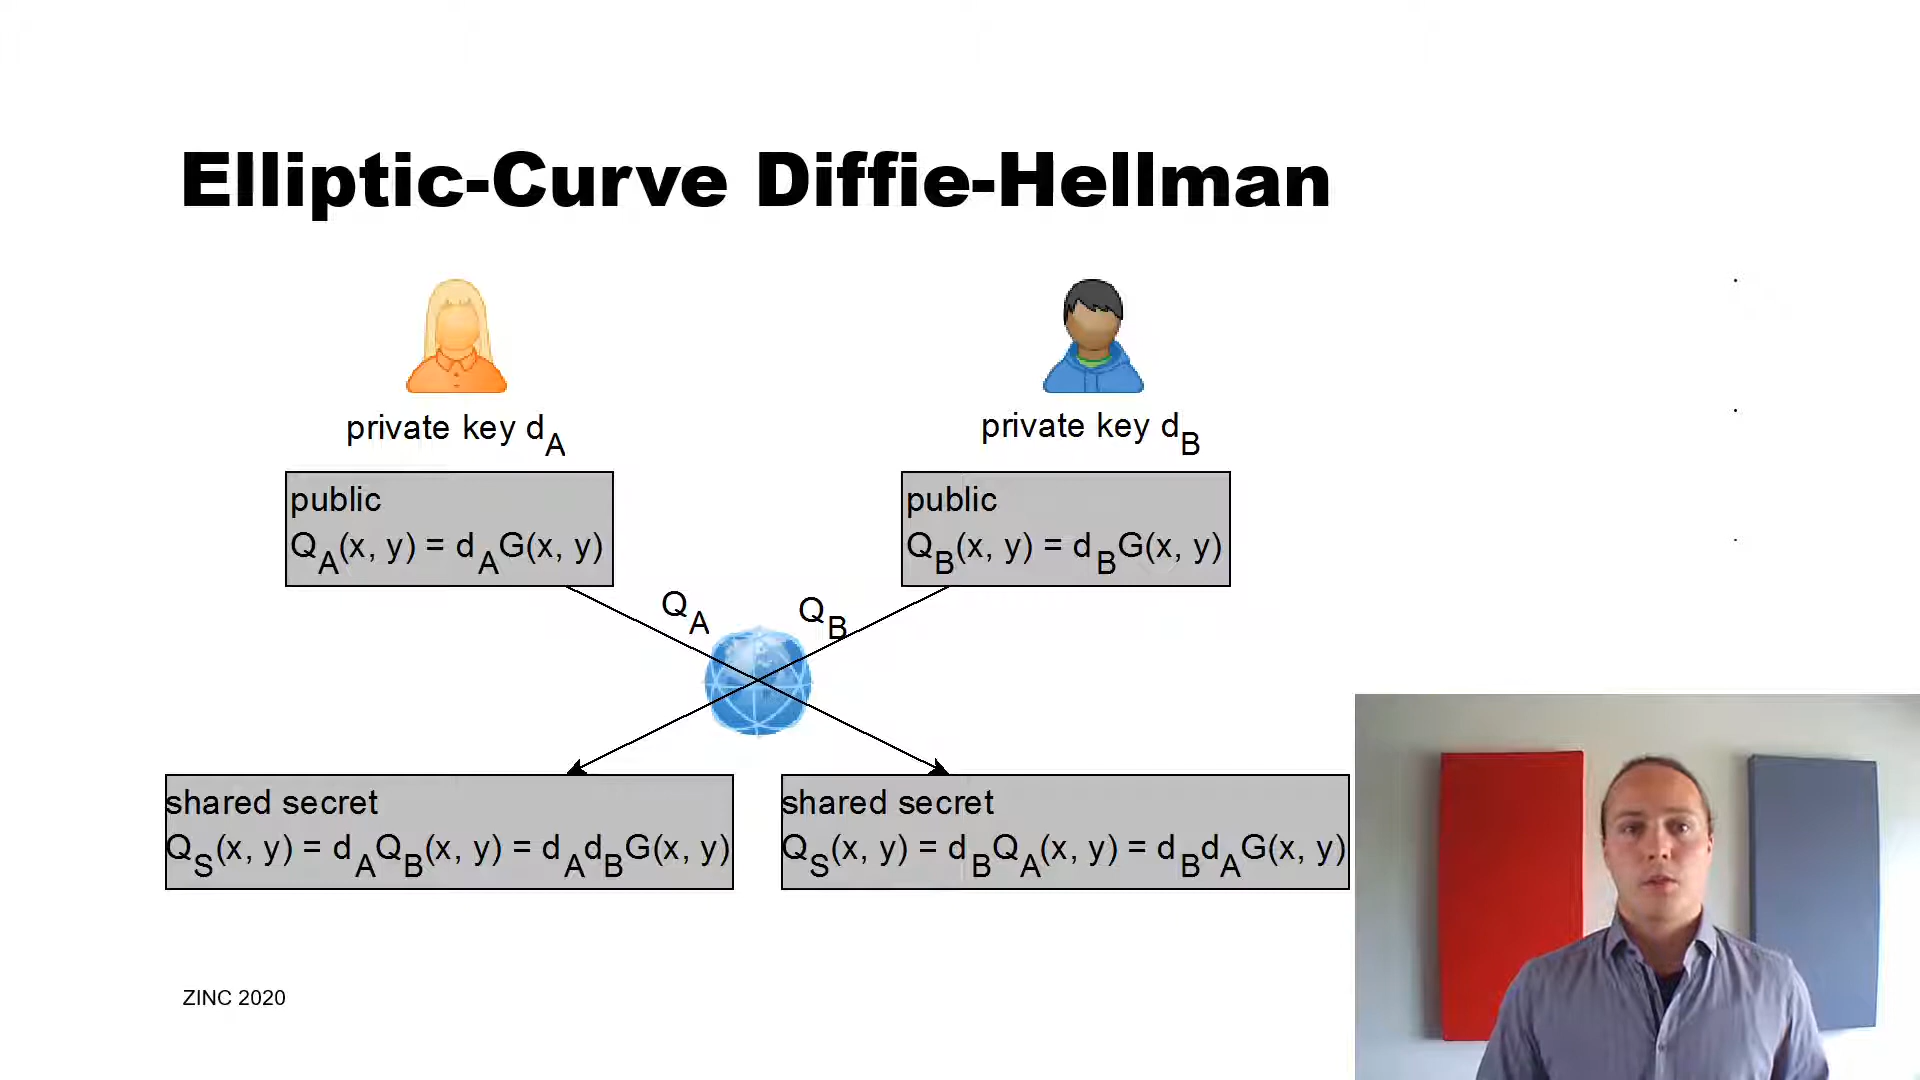 Elliptic-Curve Diffie-Hellman
private key d_A
private key d_B
public
Q_A(x, y) = d_AG(x, y)
public
Q_B(x, y) = d_BG(x, y)
Q_A
Q_B
shared secret
Q_S(x, y) = d_AQ_B(x, y) = d_Ad_BG(x, y)
shared secret
Q_S(x, y) = d_BQ_A(x, y) = d_Bd_AG(x, y)
ZINC 2020